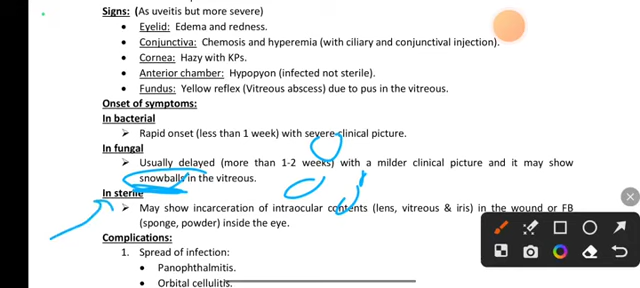 Signs: (As uveitis but more severe)
• Eyelid: Edema and redness.
• Conjunctiva: Chemosis and hyperemia (with ciliary and conjunctival injection).
• Cornea: Hazy with KPs.
• Anterior chamber: Hypopyon (infected not sterile).
• Fundus: Yellow reflex (Vitreous abscess) due to pus in the vitreous.
Onset of symptoms:
In bacterial
➢ Rapid onset (less than 1 week) with severe clinical picture.
In fungal
➢ Usually delayed (more than 1-2 weeks) with a milder clinical picture and it may show
snowballs in the vitreous.
In sterile
➢ May show incarceration of intraocular contents (lens, vitreous & iris) in the wound or FB
(sponge, powder) inside the eye.
Complications:
1. Spread of infection:
• Panophthalmitis.
• Orbital cellulitis.